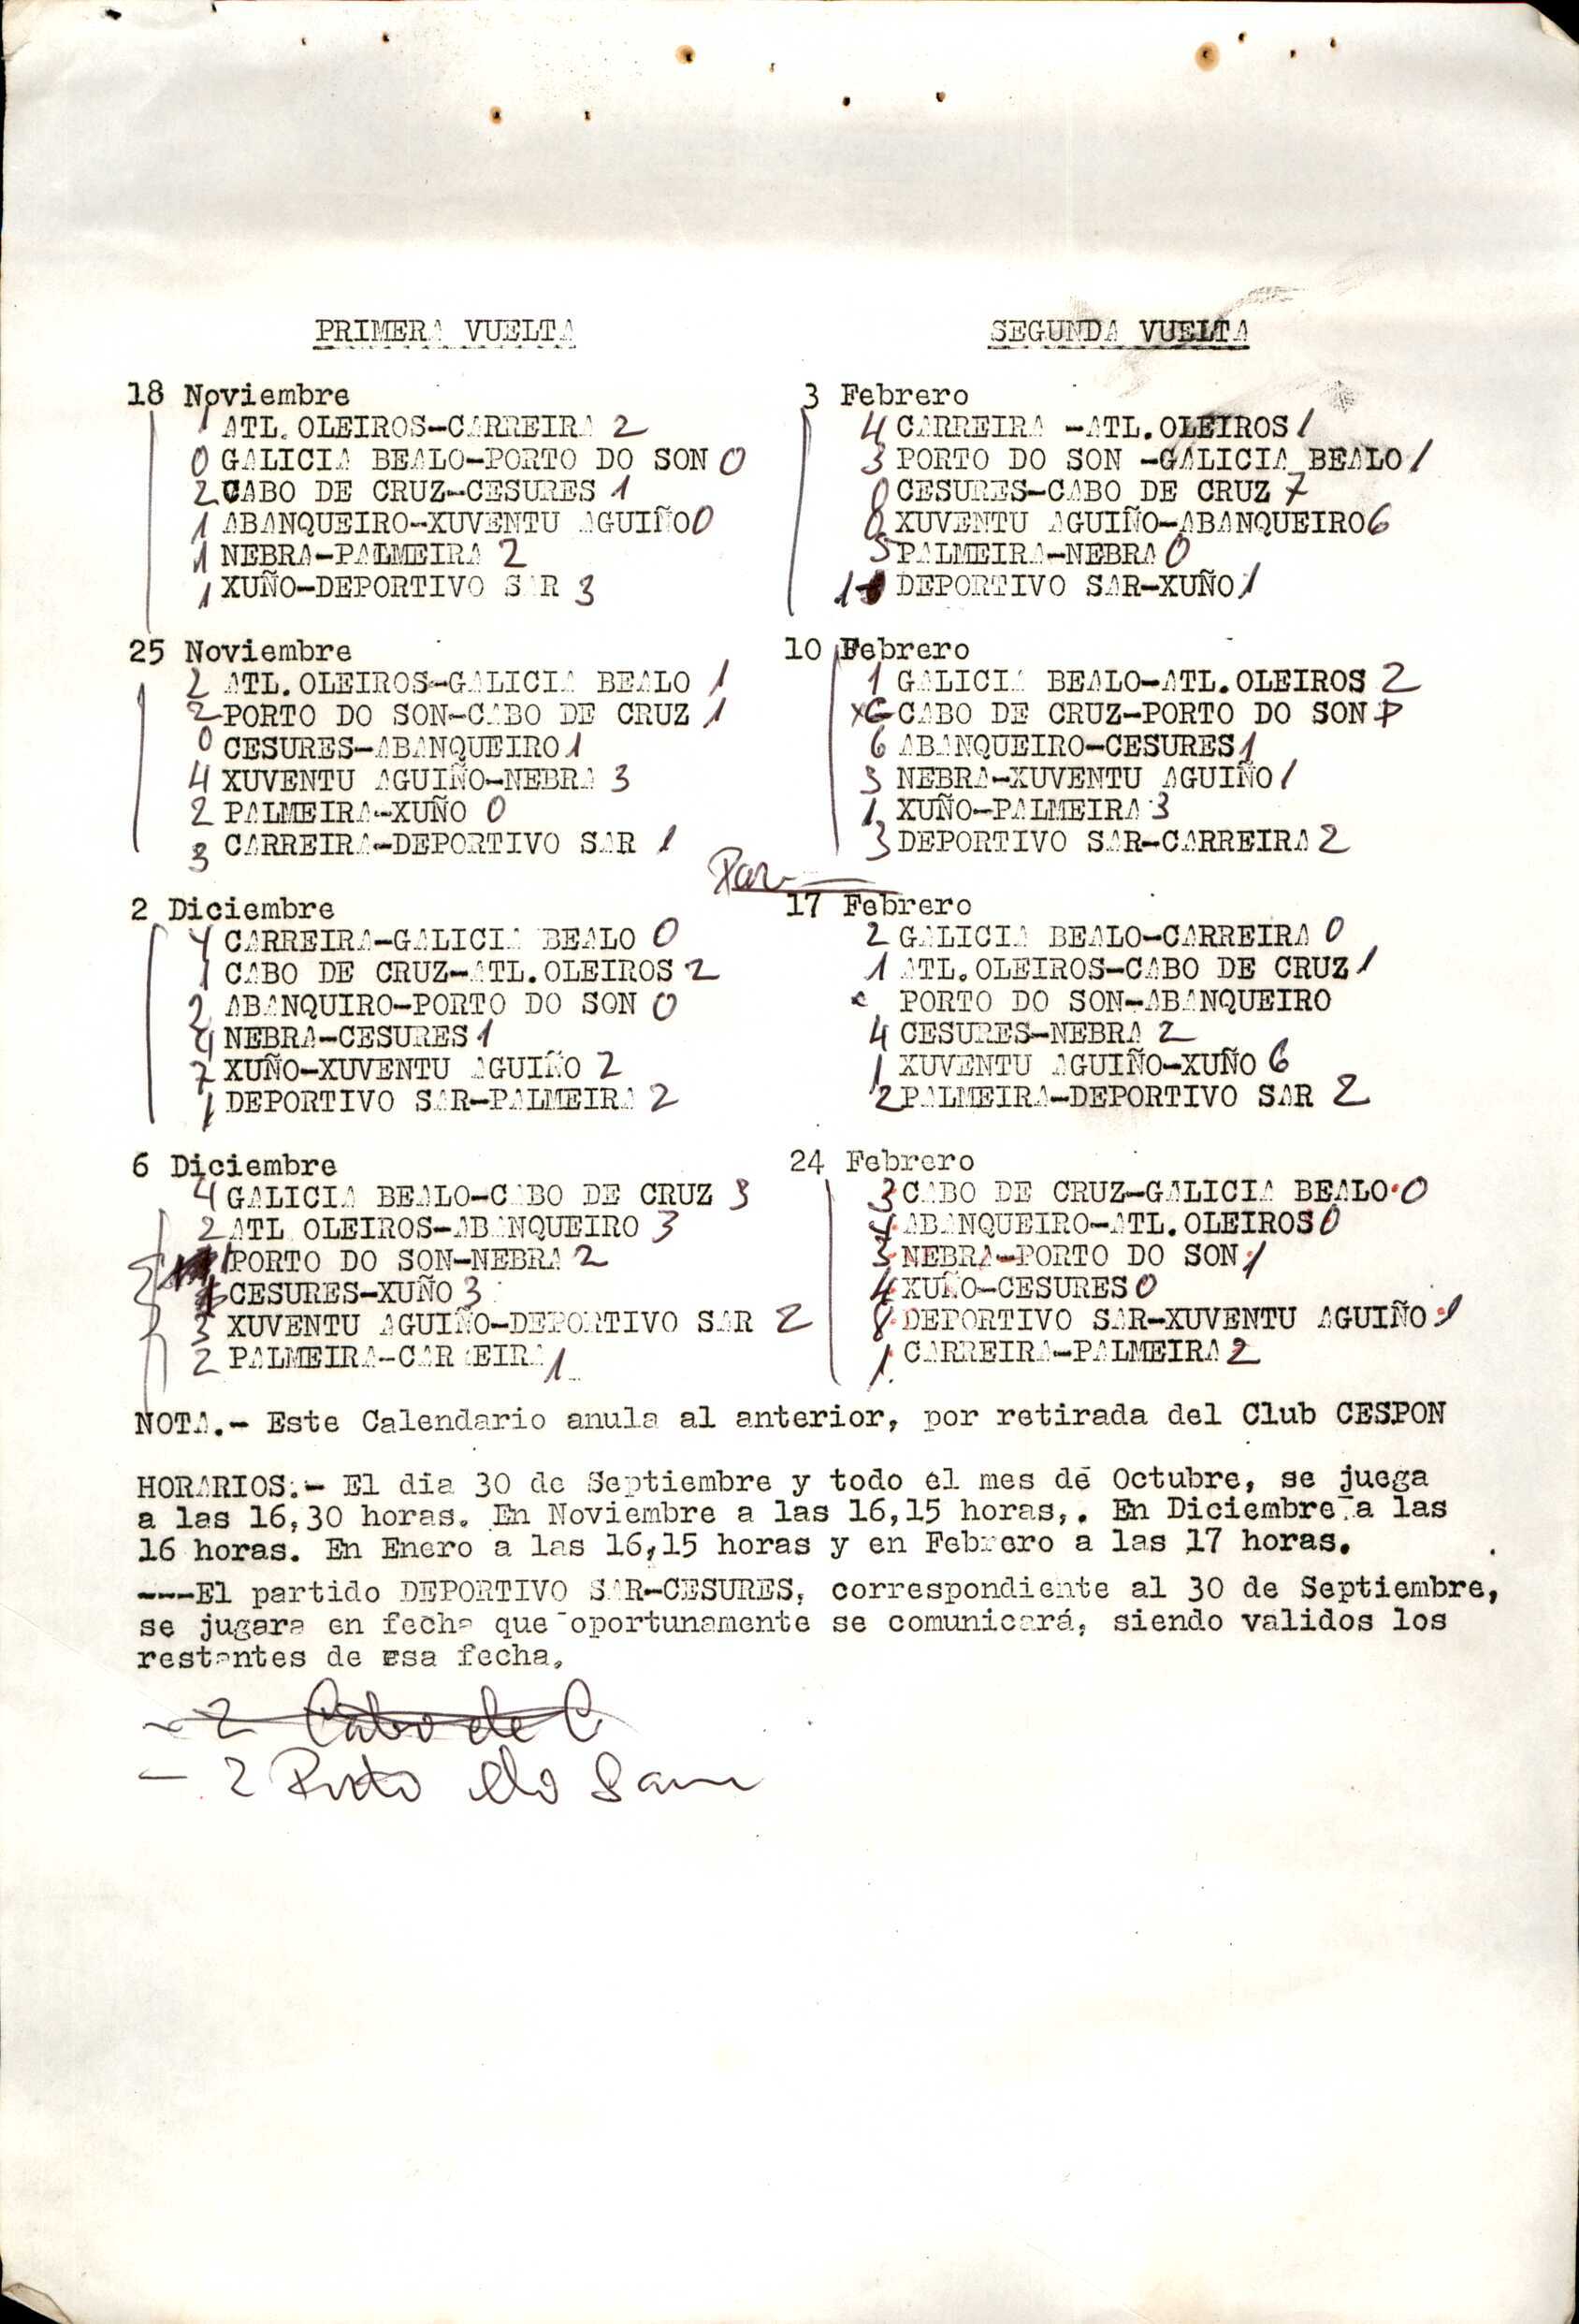 PRIMERA VUELTA
18 Noviembre
1 ATL.OLEIROS-CARREIRA 2
0 GALICIA BEALO-PORTO DO SON 0
2 CABO DE CRUZ-CESURES 1
1 ABANQUEIRO-XUVENTU AGUIÑO 0
1 NEBRA-PALMEIRA 2
1 XUÑO-DEPORTIVO SAR 3
25 Noviembre
2 ATL.OLEIROS-GALICIA BEALO 1
2 PORTO DO SON-CABO DE CRUZ 1
0 CESURES-ABANQUEIRO 1
4 XUVENTU AGUIÑO-NEBRA 3
2 PALMEIRA-XUÑO 0
3 CARREIRA-DEPORTIVO SAR 1
2 Diciembre
4 CARREIRA-GALICIA BEALO 0
1 CABO DE CRUZ-ATL.OLEIROS 2
2 ABANQUIRO-PORTO DO SON 0
4 NEBRA-CESURES 1
7 XUÑO-XUVENTU AGUIÑO 2
1 DEPORTIVO SAR-PALMEIRA 2
6 Diciembre
4 GALICIA BEALO-CABO DE CRUZ 3
2 ATL OLEIROS-ABANQUEIRO 3
1 PORTO DO SON-NEBRA 2
CESURES-XUÑO 3
3 XUVENTU AGUIÑO-DEPORTIVO SAR 2
2 PALMEIRA-CARREIRA 1
SEGUNDA VUELTA
3 Febrero
4 CARREIRA -ATL.OLEIROS 1
3 PORTO DO SON -GALICIA BEALO 1
0 CESURES-CABO DE CRUZ 7
0 XUVENTU AGUIÑO-ABANQUEIRO 6
5 PALMEIRA-NEBRA 0
DEPORTIVO SAR-XUÑO 1
10 Febrero
1 GALICIA BEALO-ATL.OLEIROS 2
XG CABO DE CRUZ-PORTO DO SON P
6 ABANQUEIRO-CESURES 1
3 NEBRA-XUVENTU AGUIÑO 1
1 XUÑO-PALMEIRA 3
3 DEPORTIVO SAR-CARREIRA 2
17 Febrero
2 GALICIA BEALO-CARREIRA 0
1 ATL.OLEIROS-CABO DE CRUZ 1
PORTO DO SON-ABANQUEIRO
4 CESURES-NEBRA 2
1 XUVENTU AGUIÑO-XUÑO 6
2 PALMEIRA-DEPORTIVO SAR 2
24 Febrero
3 CABO DE CRUZ-GALICIA BEALO 0
4 ABANQUEIRO-ATL.OLEIROS 0
3 NEBRA-PORTO DO SON 1
4 XUÑO-CESURES 0
8 DEPORTIVO SAR-XUVENTU AGUIÑO 1
1 CARREIRA-PALMEIRA 2
NOTA.- Este Calendario anula al anterior, por retirada del Club CESPON
HORARIOS.- El dia 30 de Septiembre y todo el mes de Octubre, se juega
a las 16,30 horas. En Noviembre a las 16,15 horas,. En Diciembre a las
16 horas. En Enero a las 16,15 horas y en Febrero a las 17 horas.
---El partido DEPORTIVO SAR-CESURES, correspondiente al 30 de Septiembre,
se jugara en fecha que oportunamente se comunicará, siendo validos los
restantes de esa fecha.
- 2 Cabo de C
- 2 Porto do Son